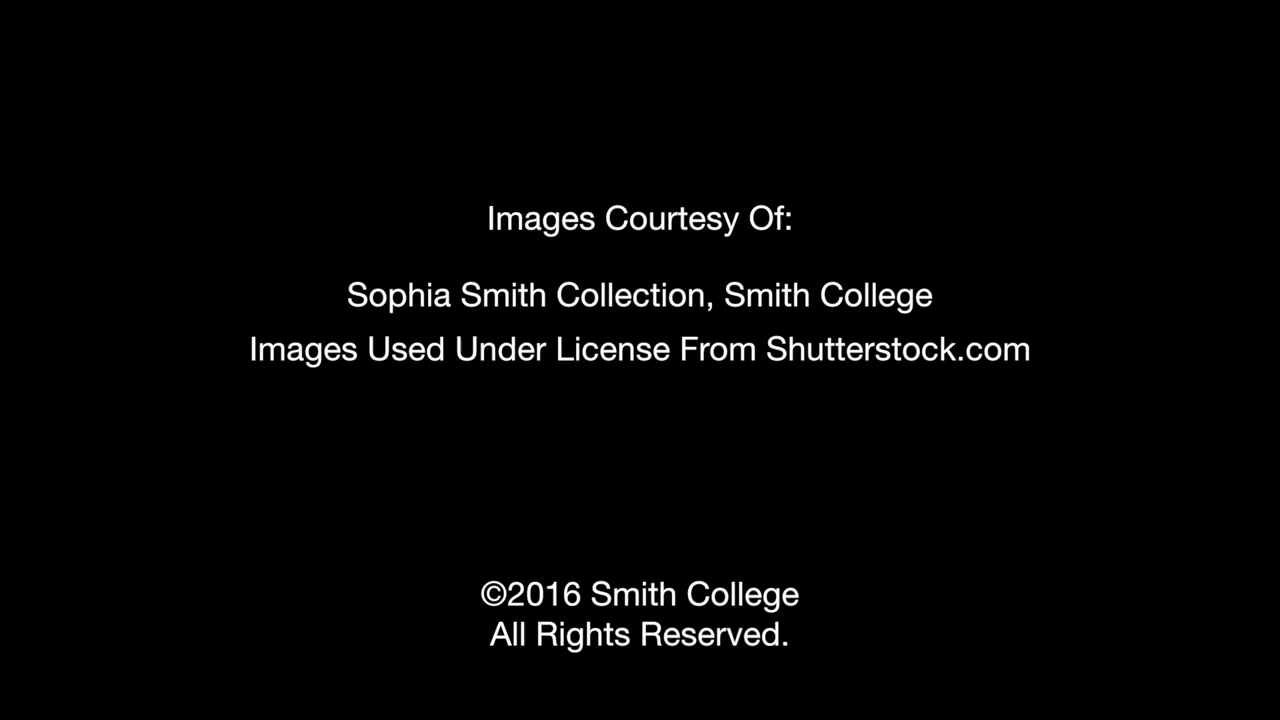 Images Courtesy Of:
Sophia Smith Collection, Smith College
Images Used Under License From Shutterstock.com
©2016 Smith College
All Rights Reserved.